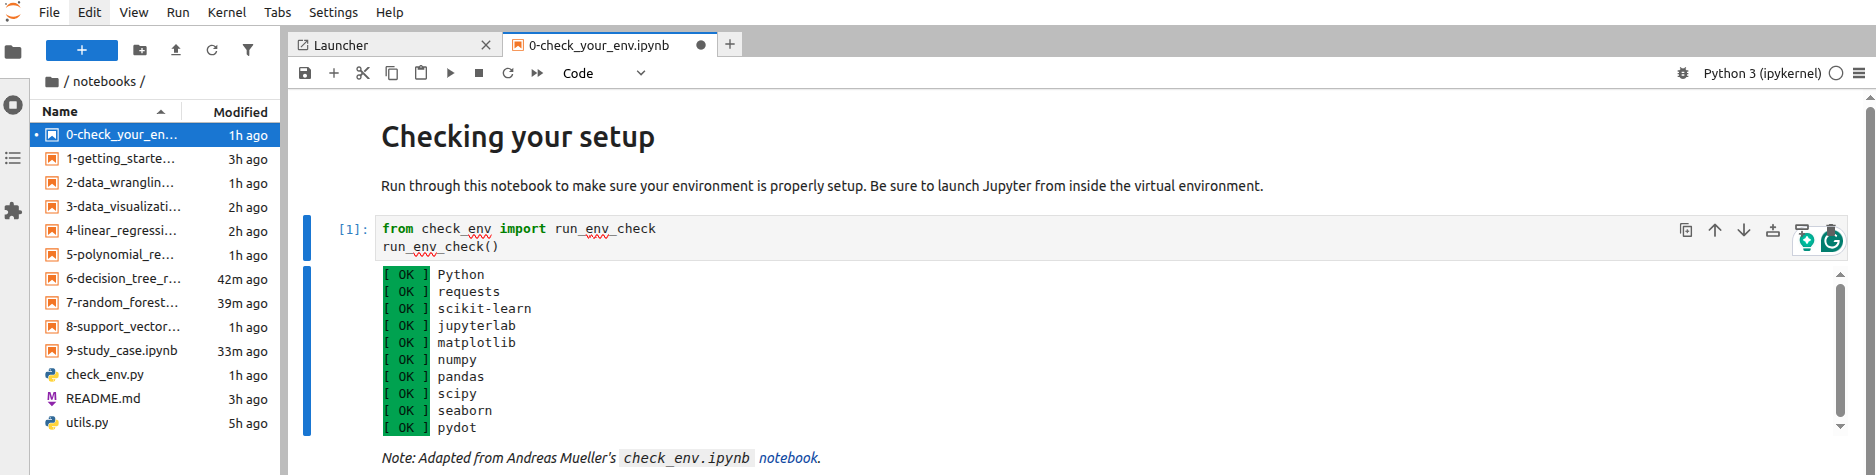 File Edit View Run Kernel Tabs Settings Help
/ notebooks /
Name Modified
0-check_your_en... 1h ago
1-getting_starte... 3h ago
2-data_wranglin... 1h ago
3-data_visualizati... 2h ago
4-linear_regressi... 2h ago
5-polynomial_re... 1h ago
6-decision_tree_r... 42m ago
7-random_forest... 39m ago
8-support_vector... 1h ago
9-study_case.ipynb 33m ago
check_env.py 1h ago
README.md 3h ago
utils.py 5h ago
Launcher
0-check_your_env.ipynb
Code
Python 3 (ipykernel)
Checking your setup
Run through this notebook to make sure your environment is properly setup. Be sure to launch Jupyter from inside the virtual environment.
[1]: from check_env import run_env_check
run_env_check()
[ OK ] Python
[ OK ] requests
[ OK ] scikit-learn
[ OK ] jupyterlab
[ OK ] matplotlib
[ OK ] numpy
[ OK ] pandas
[ OK ] scipy
[ OK ] seaborn
[ OK ] pydot
Note: Adapted from Andreas Mueller's check_env.ipynb notebook.